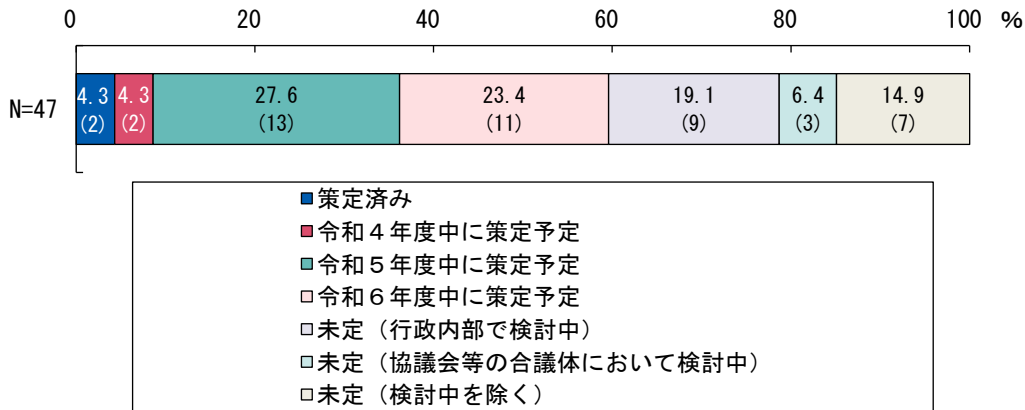 0 20 40 60 80 100 %
N=47
4.3 4.3 27.6 23.4 19.1 6.4 14.9
(2) (2) (13) (11) (9) (3) (7)
策定済み
令和４年度中に策定予定
令和５年度中に策定予定
令和６年度中に策定予定
未定（行政内部で検討中）
未定（協議会等の合議体において検討中）
未定（検討中を除く）